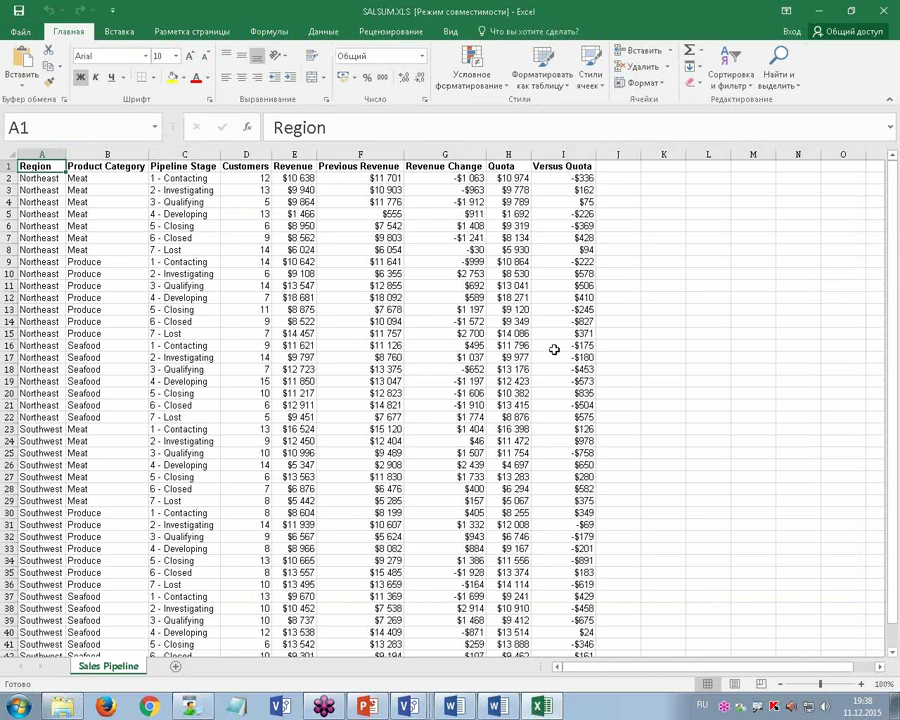 SALSUM.XLS [Режим совместимости] - Excel
Файл Главная Вставка Разметка страницы Формулы Данные Рецензирование Вид Что вы хотите сделать? Вход Общий доступ
Вставить Arial 10 Общий Условное форматирование Форматировать как таблицу Стили ячеек Вставить Удалить Формат Сортировка и фильтр Найти и выделить
Буфер обмена Шрифт Выравнивание Число Стили Ячейки Редактирование
A1 Region
A B C D E F G H I J K L M N O
1 Region Product Category Pipeline Stage Customers Revenue Previous Revenue Revenue Change Quota Versus Quota
2 Northeast Meat 1 - Contacting 12 $10 638 $11 701 -$1 063 $10 974 -$336
3 Northeast Meat 2 - Investigating 13 $9 940 $10 903 -$963 $9 778 $162
4 Northeast Meat 3 - Qualifying 5 $9 864 $11 776 -$1 912 $9 789 $75
5 Northeast Meat 4 - Developing 13 $1 466 $555 $911 $1 692 -$226
6 Northeast Meat 5 - Closing 12 $8 950 $7 542 $1 408 $9 319 -$369
7 Northeast Meat 6 - Closed 9 $8 562 $9 803 -$1 241 $8 134 $428
8 Northeast Meat 7 - Lost 14 $6 024 $6 054 -$30 $5 930 $94
9 Northeast Produce 1 - Contacting 14 $10 642 $11 641 -$999 $10 864 -$222
10 Northeast Produce 2 - Investigating 6 $9 108 $6 355 $2 753 $8 530 $578
11 Northeast Produce 3 - Qualifying 14 $13 547 $12 855 $692 $13 041 $506
12 Northeast Produce 4 - Developing 7 $18 681 $18 092 $589 $18 271 $410
13 Northeast Produce 5 - Closing 11 $8 875 $7 678 $1 197 $9 120 -$245
14 Northeast Produce 6 - Closed 9 $8 522 $10 094 -$1 572 $9 349 -$827
15 Northeast Produce 7 - Lost 7 $14 457 $11 757 $2 700 $14 086 $371
16 Northeast Seafood 1 - Contacting 9 $11 621 $11 126 $495 $11 796 -$175
17 Northeast Seafood 2 - Investigating 14 $9 797 $8 760 $1 037 $9 977 -$180
18 Northeast Seafood 3 - Qualifying 7 $12 723 $13 375 -$652 $13 176 -$453
19 Northeast Seafood 4 - Developing 15 $11 850 $13 047 -$1 197 $12 423 -$573
20 Northeast Seafood 5 - Closing 10 $11 217 $12 823 -$1 606 $10 382 $835
21 Northeast Seafood 6 - Closed 12 $12 911 $14 821 -$1 910 $13 415 -$504
22 Northeast Seafood 7 - Lost 5 $9 451 $7 677 $1 774 $8 876 $575
23 Southwest Meat 1 - Contacting 12 $16 524 $15 120 $1 404 $16 398 $126
24 Southwest Meat 2 - Investigating 9 $12 450 $12 404 $46 $11 472 $978
25 Southwest Meat 3 - Qualifying 10 $10 996 $9 489 $1 507 $11 754 -$758
26 Southwest Meat 4 - Developing 12 $5 347 $2 908 $2 439 $4 697 $650
27 Southwest Meat 5 - Closing 12 $13 563 $11 830 $1 733 $13 283 $280
28 Southwest Meat 6 - Closed 7 $6 876 $6 476 $400 $6 294 $582
29 Southwest Meat 7 - Lost 8 $5 442 $5 285 $157 $5 067 $375
30 Southwest Produce 1 - Contacting 8 $8 604 $8 199 $405 $8 255 $349
31 Southwest Produce 2 - Investigating 14 $11 939 $10 607 $1 332 $12 008 -$69
32 Southwest Produce 3 - Qualifying 9 $6 567 $5 624 $943 $6 746 -$179
33 Southwest Produce 4 - Developing 8 $8 966 $8 082 $884 $9 167 -$201
34 Southwest Produce 5 - Closing 12 $10 665 $9 279 $1 386 $11 556 -$891
35 Southwest Produce 6 - Closed 8 $13 557 $15 485 -$1 928 $13 374 $183
36 Southwest Produce 7 - Lost 10 $13 495 $13 659 -$164 $14 114 -$619
37 Southwest Seafood 1 - Contacting 13 $9 670 $11 369 -$1 699 $9 241 $429
38 Southwest Seafood 2 - Investigating 10 $10 452 $7 538 $2 914 $10 910 -$458
39 Southwest Seafood 3 - Qualifying 10 $8 737 $7 269 $1 468 $9 412 -$675
40 Southwest Seafood 4 - Developing 12 $13 538 $14 409 -$871 $13 514 $24
41 Southwest Seafood 5 - Closing 10 $13 542 $13 283 $259 $13 888 -$346
Sales Pipeline
Готово 100%
RU 19:38
11.12.2015